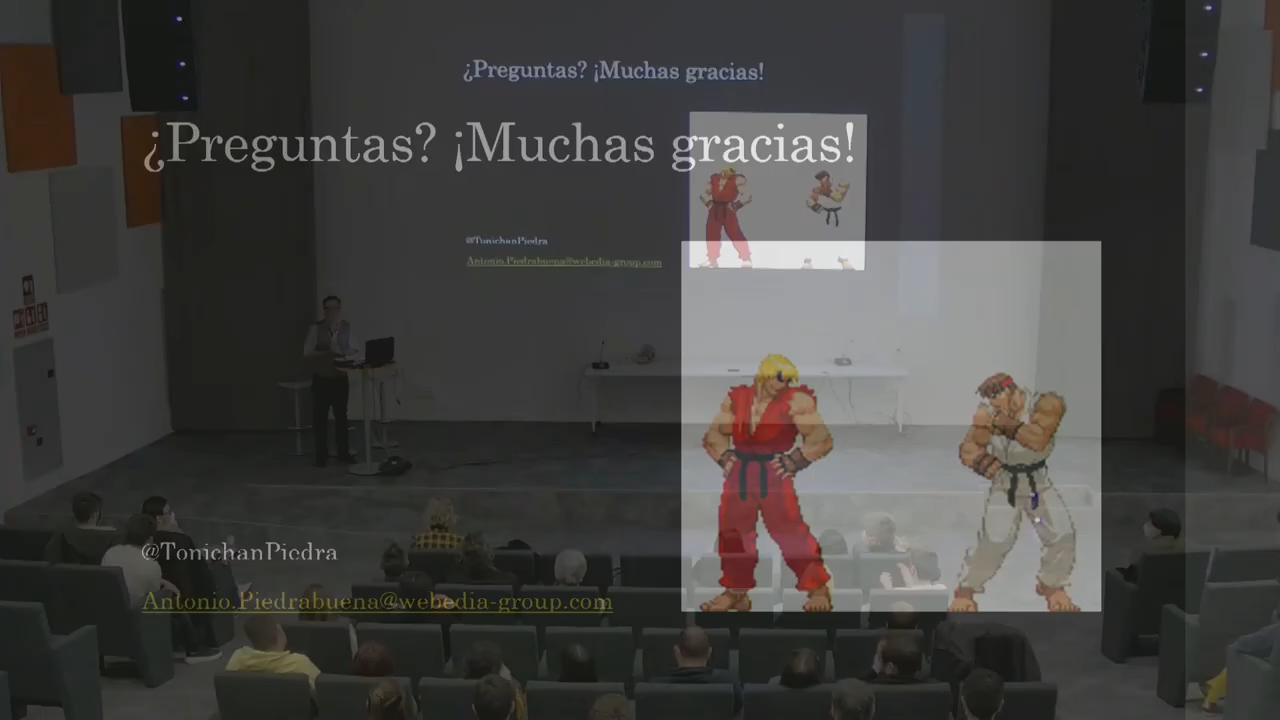 ¿Preguntas? ¡Muchas gracias!
¿Preguntas? ¡Muchas gracias!
@TonichanPiedra
Antonio.Piedrabuena@webedia-group.com
@TonichanPiedra
Antonio.Piedrabuena@webedia-group.com